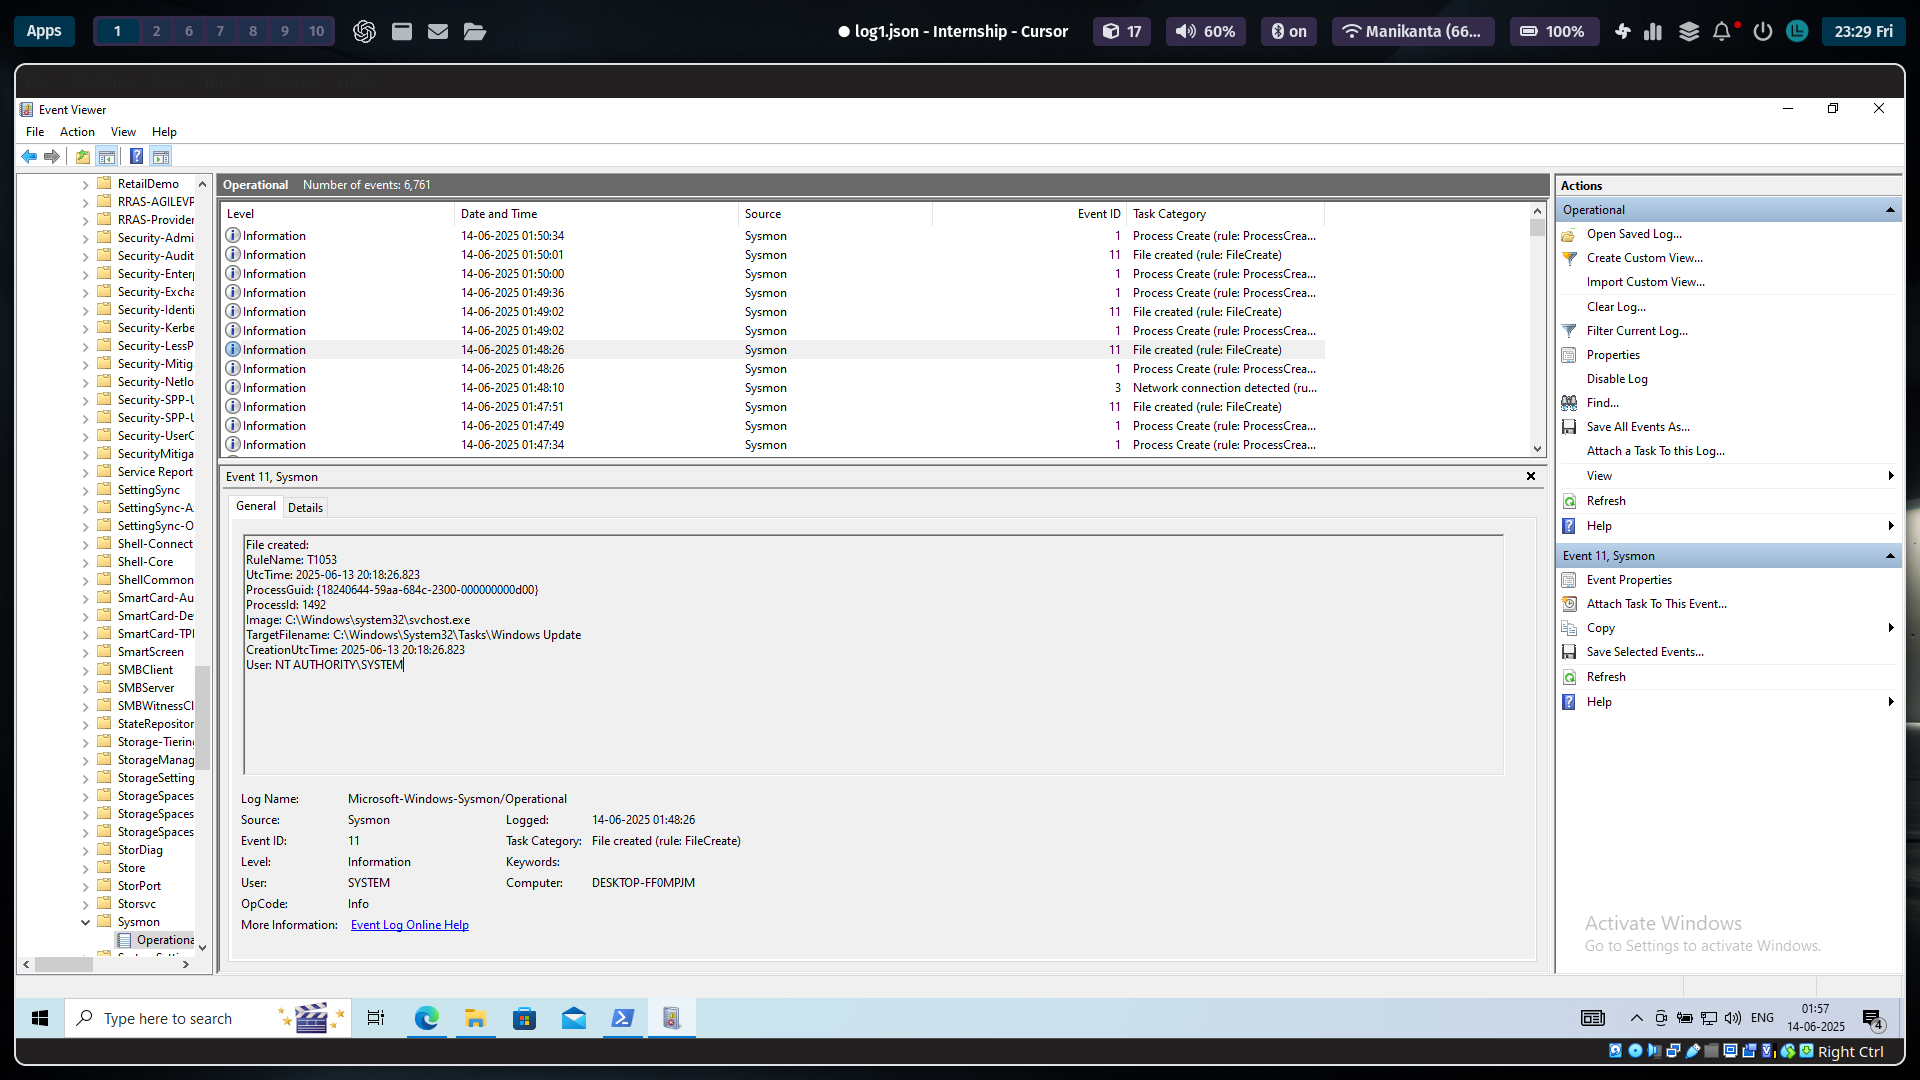 Apps
1 2 6 7 8 9 10
log1.json - Internship - Cursor
17
60%
on
Manikanta (66...
100%
23:29 Fri
Event Viewer
File Action View Help
RetailDemo
RRAS-AGILEVP
RRAS-Provider
Security-Admi
Security-Audit
Security-Enterp
Security-Excha
Security-Identi
Security-Kerbe
Security-LessP
Security-Mitig
Security-Netlo
Security-SPP-U
Security-SPP-U
Security-UserC
SecurityMitiga
Service Report
SettingSync
SettingSync-A
SettingSync-O
Shell-Connect
Shell-Core
ShellCommon
SmartCard-Au
SmartCard-De
SmartCard-TPI
SmartScreen
SMBClient
SMBServer
SMBWitnessCl
StateRepositor
Storage-Tiering
StorageManag
StorageSetting
StorageSpaces
StorageSpaces
StorageSpaces
StorDiag
Store
StorPort
Storsvc
Sysmon
Operationa
Operational Number of events: 6,761
Level Date and Time Source Event ID Task Category
Information 14-06-2025 01:50:34 Sysmon 1 Process Create (rule: ProcessCrea...
Information 14-06-2025 01:50:01 Sysmon 11 File created (rule: FileCreate)
Information 14-06-2025 01:50:00 Sysmon 1 Process Create (rule: ProcessCrea...
Information 14-06-2025 01:49:36 Sysmon 1 Process Create (rule: ProcessCrea...
Information 14-06-2025 01:49:02 Sysmon 11 File created (rule: FileCreate)
Information 14-06-2025 01:49:02 Sysmon 1 Process Create (rule: ProcessCrea...
Information 14-06-2025 01:48:26 Sysmon 11 File created (rule: FileCreate)
Information 14-06-2025 01:48:26 Sysmon 1 Process Create (rule: ProcessCrea...
Information 14-06-2025 01:48:10 Sysmon 3 Network connection detected (ru...
Information 14-06-2025 01:47:51 Sysmon 11 File created (rule: FileCreate)
Information 14-06-2025 01:47:49 Sysmon 1 Process Create (rule: ProcessCrea...
Information 14-06-2025 01:47:34 Sysmon 1 Process Create (rule: ProcessCrea...
Event 11, Sysmon
General Details
File created:
RuleName: T1053
UtcTime: 2025-06-13 20:18:26.823
ProcessGuid: {18240644-59aa-684c-2300-000000000d00}
ProcessId: 1492
Image: C:\Windows\system32\svchost.exe
TargetFilename: C:\Windows\System32\Tasks\Windows Update
CreationUtcTime: 2025-06-13 20:18:26.823
User: NT AUTHORITY\SYSTEM
Log Name: Microsoft-Windows-Sysmon/Operational
Source: Sysmon Logged: 14-06-2025 01:48:26
Event ID: 11 Task Category: File created (rule: FileCreate)
Level: Information Keywords:
User: SYSTEM Computer: DESKTOP-FF0MPJM
OpCode: Info
More Information: Event Log Online Help
Actions
Operational
Open Saved Log...
Create Custom View...
Import Custom View...
Clear Log...
Filter Current Log...
Properties
Disable Log
Find...
Save All Events As...
Attach a Task To this Log...
View
Refresh
Help
Event 11, Sysmon
Event Properties
Attach Task To This Event...
Copy
Save Selected Events...
Refresh
Help
Activate Windows
Go to Settings to activate Windows.
Type here to search
ENG
01:57
14-06-2025
4
Right Ctrl